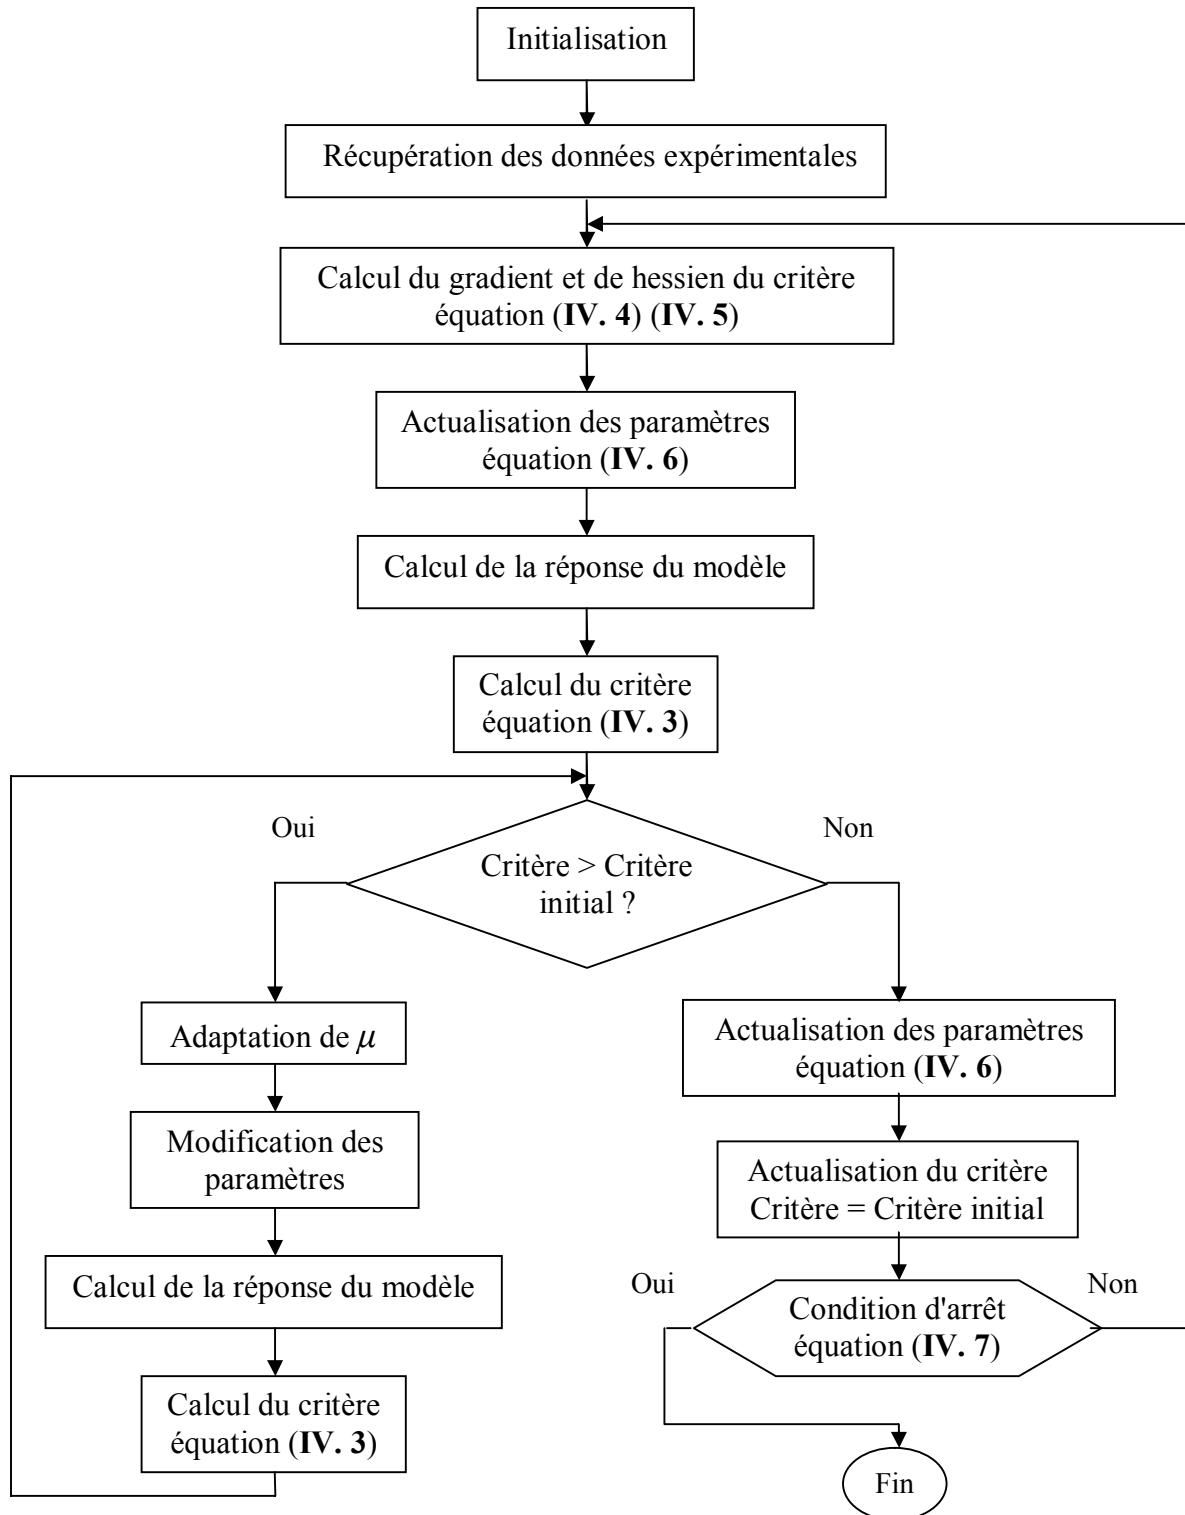 Initialisation
Récupération des données expérimentales
Calcul du gradient et de hessien du critère
équation (IV. 4) (IV. 5)
Actualisation des paramètres
équation (IV. 6)
Calcul de la réponse du modèle
Calcul du critère
équation (IV. 3)
Oui
Non
Critère > Critère
initial ?
Adaptation de μ
Modification des
paramètres
Calcul de la réponse du modèle
Calcul du critère
équation (IV. 3)
Actualisation des paramètres
équation (IV. 6)
Actualisation du critère
Critère = Critère initial
Oui
Non
Condition d'arrêt
équation (IV. 7)
Fin